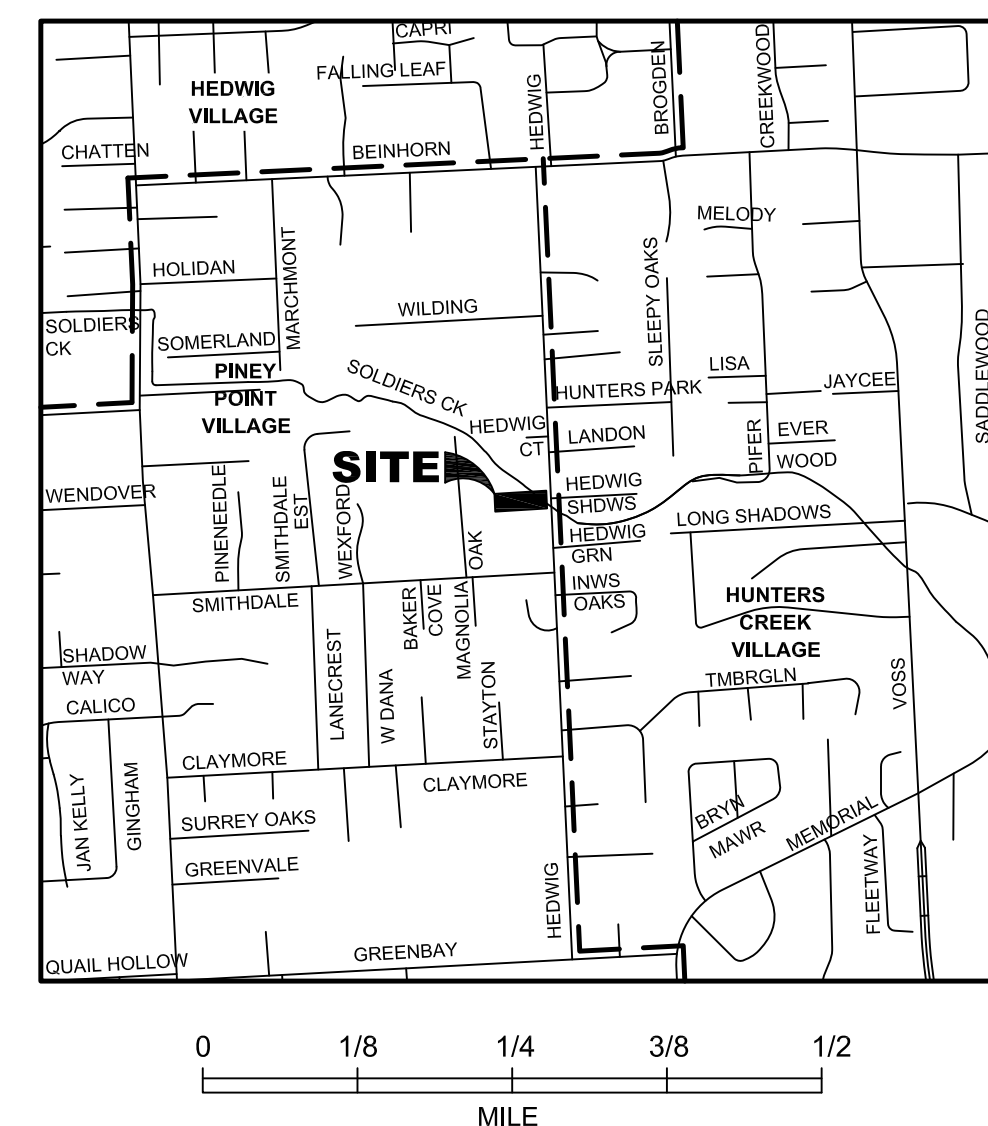 CAPRI
FALLING LEAF
HEDWIG
VILLAGE
HEDWIG
BROGDEN
CREEKWOOD
CHATTEN
BEINHORN
MELODY
MARCHMONT
HOLIDAN
SLEEPY OAKS
WILDING
SOLDIERS
CK
SOMERLAND
SADDLEWOOD
PINEY
POINT
VILLAGE
SOLDIERS CK
LISA
JAYCEE
HUNTERS PARK
HEDWIG
CT
LANDON
PIFER
EVER
WOOD
SITE
WENDOVER
PINENEEDLE
SMITHDALE
EST
WEXFORD
OAK
HEDWIG
SHDWS
LONG SHADOWS
HEDWIG
GRN
SMITHDALE
INWS
OAKS
HUNTERS
CREEK
VILLAGE
BAKER
COVE
MAGNOLIA
SHADOW
WAY
LANECREST
W DANA
STAYTON
TMBRGLN
VOSS
CALICO
CLAYMORE
CLAYMORE
JAN KELLY
GINGHAM
SURREY OAKS
BRYN
MAWR
MEMORIAL
GREENVALE
HEDWIG
FLEETWAY
QUAIL HOLLOW
GREENBAY
0 1/8 1/4 3/8 1/2
MILE